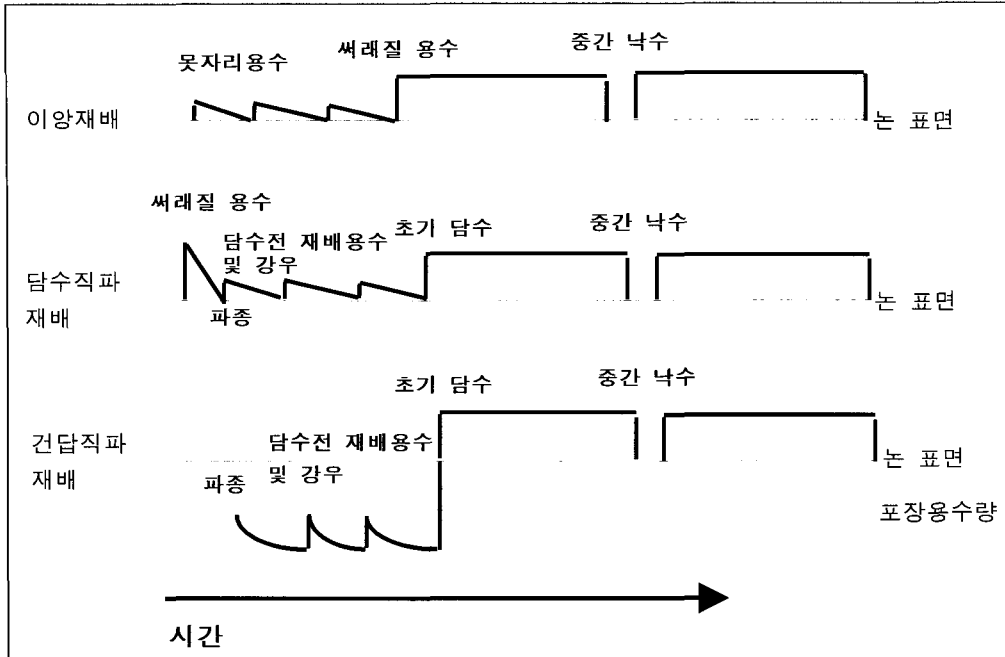 못자리용수
써래질 용수
중간 낙수
이앙재배
논 표면
써래질 용수
담수전 재배용수
및 강우
초기 담수
중간 낙수
담수직파
재배
파종
논 표면
초기 담수
중간 낙수
건답직파
재배
담수전 재배용수
및 강우
파종
논 표면
포장용수량
시간